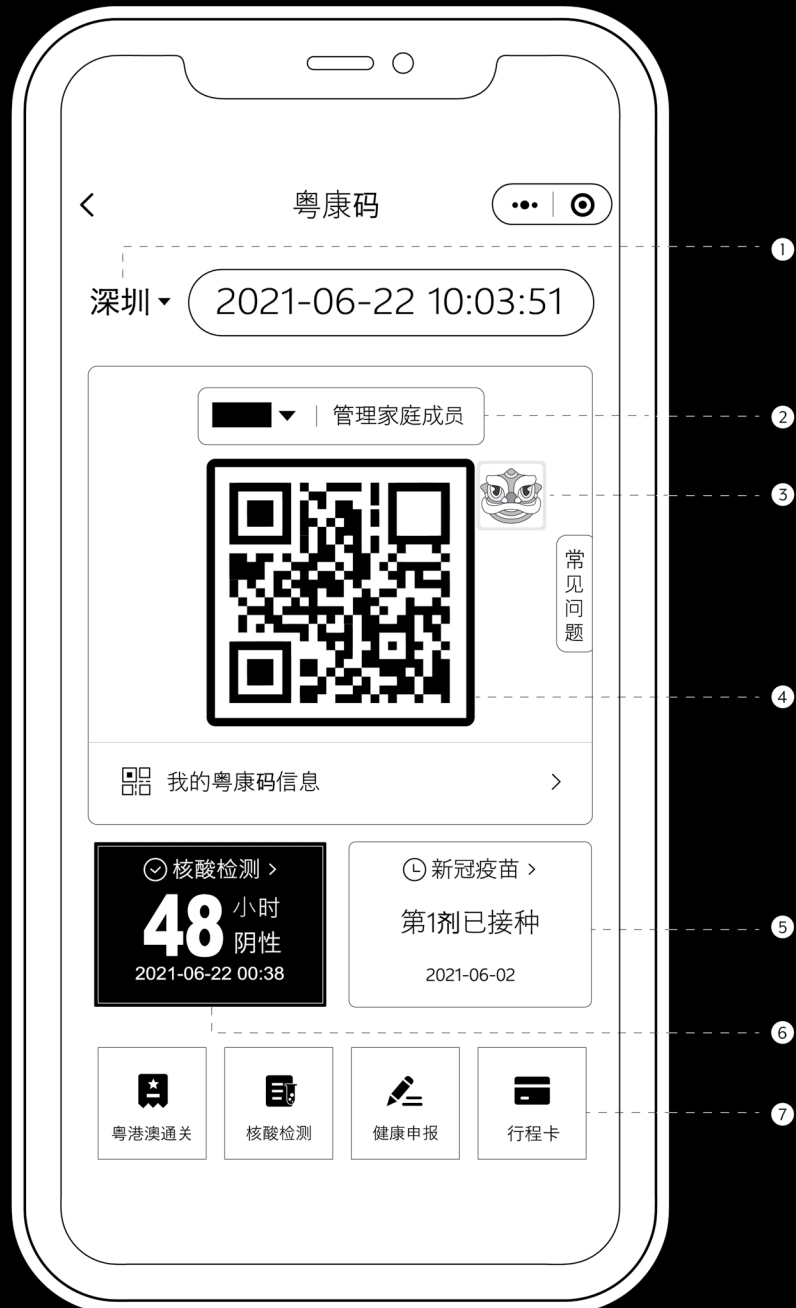 粤康码
1
深圳
2021-06-22 10:03:51
管理家庭成员
2
3
常见问题
4
我的粤康码信息
核酸检测
48
小时
阴性
2021-06-22 00:38
新冠疫苗
第1剂已接种
2021-06-02
5
6
粤港澳通关
核酸检测
健康申报
行程卡
7